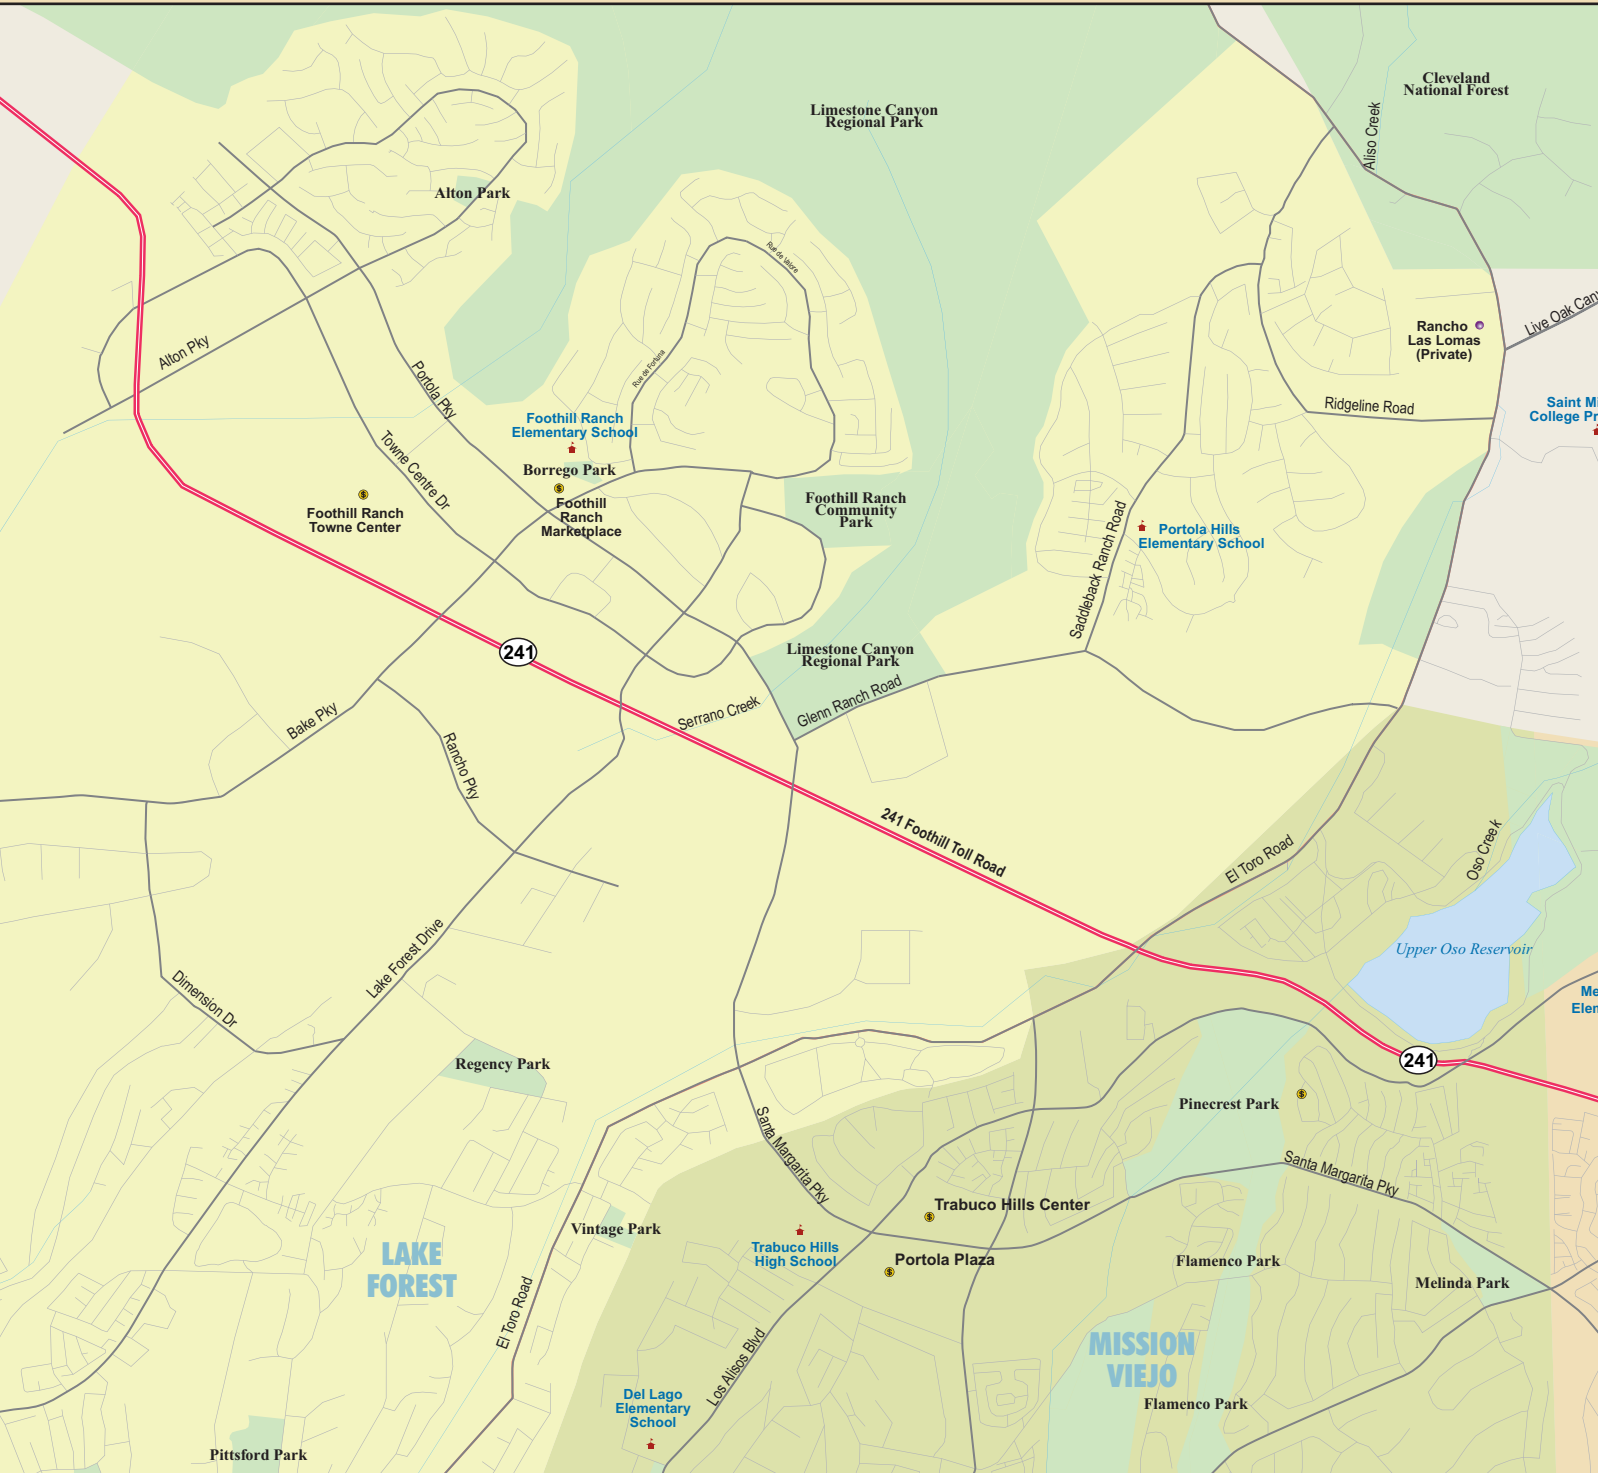 Cleveland
National Forest
Limestone Canyon
Regional Park
Aliso Creek
Alton Park
Rue de Valore
Live Oak Cany
Rancho
Las Lomas
(Private)
Alton Pky
Portola Pky
Rue de Fortuna
Ridgeline Road
Saint Mi
College Pr
Foothill Ranch
Elementary School
Towne Centre Dr
Borrego Park
Foothill Ranch
Towne Center
Foothill
Ranch
Marketplace
Foothill Ranch
Community
Park
Portola Hills
Elementary School
Saddleback Ranch Road
241
Limestone Canyon
Regional Park
Glenn Ranch Road
Serrano Creek
Bake Pky
Rancho Pky
241 Foothill Toll Road
El Toro Road
Oso Creek
Upper Oso Reservoir
Lake Forest Drive
Dimension Dr
Me
Elem
Regency Park
241
Pinecrest Park
Santa Margarita Pky
Santa Margarita Pky
Trabuco Hills Center
Vintage Park
Trabuco Hills
High School
Portola Plaza
Flamenco Park
Melinda Park
LAKE
FOREST
El Toro Road
MISSION
VIEJO
Los Alisos Blvd
Del Lago
Elementary
School
Flamenco Park
Pittsford Park